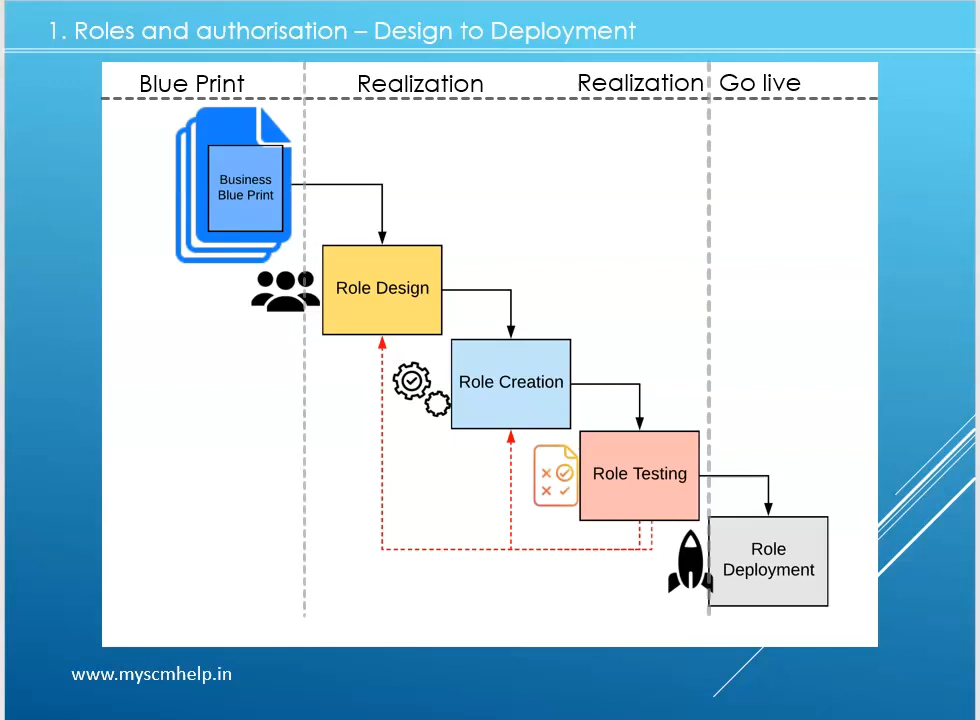 1. Roles and authorisation – Design to Deployment
Blue Print
Realization
Realization
Go live
Business
Blue Print
Role Design
Role Creation
Role Testing
Role
Deployment
www.myscmhelp.in